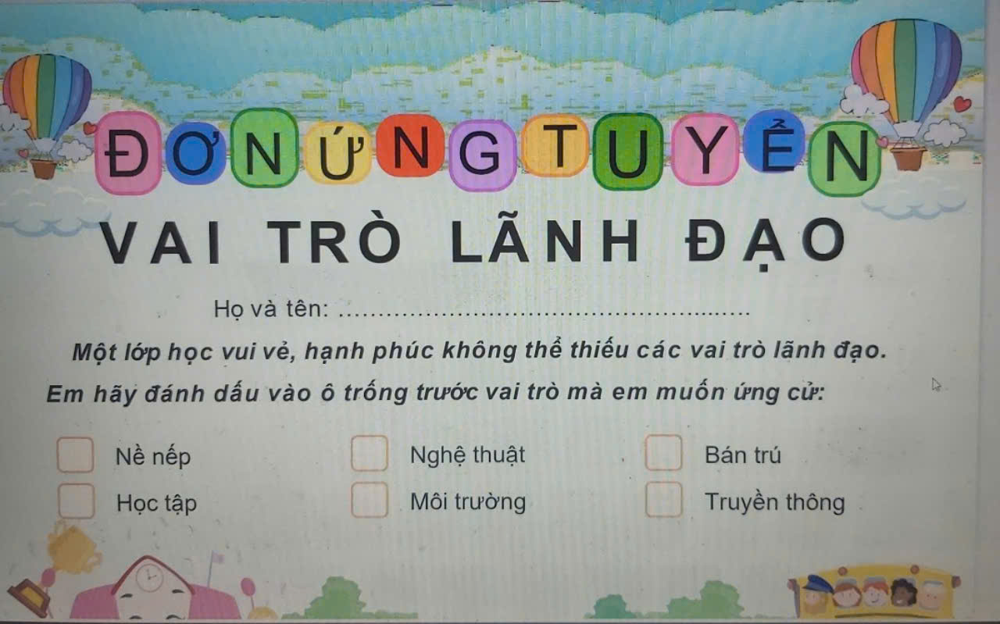 ĐƠN ỨNG TUYỂN
VAI TRÒ LÃNH ĐẠO
Họ và tên: ................................................................
Một lớp học vui vẻ, hạnh phúc không thể thiếu các vai trò lãnh đạo.
Em hãy đánh dấu vào ô trống trước vai trò mà em muốn ứng cử:
Nề nếp Nghệ thuật Bán trú
Học tập Môi trường Truyền thông